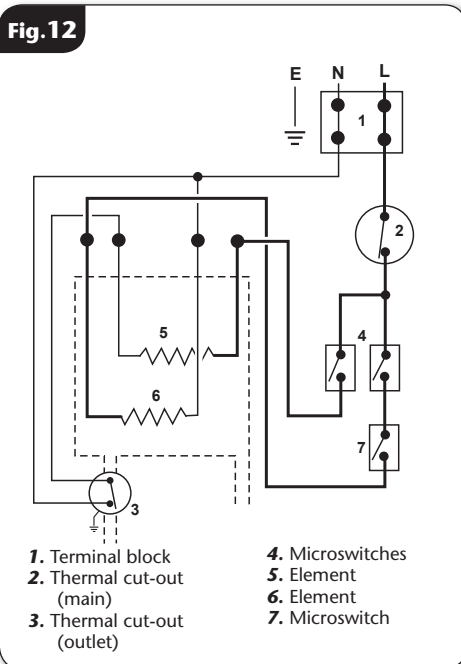 Fig.12
E N L
1
2
4
5
6
7
3
1. Terminal block
2. Thermal cut-out
(main)
3. Thermal cut-out
(outlet)
4. Microswitches
5. Element
6. Element
7. Microswitch